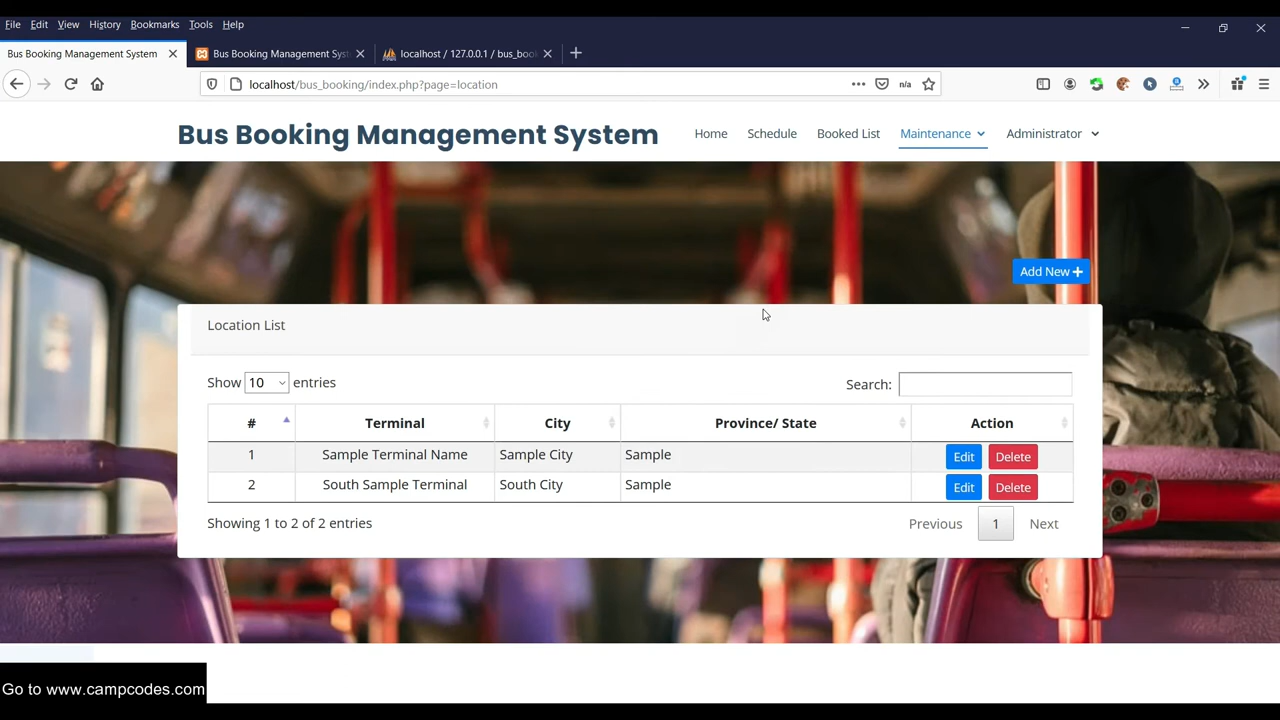 File Edit View History Bookmarks Tools Help
Bus Booking Management System Bus Booking Management Syst localhost / 127.0.0.1 / bus_boo
localhost/bus_booking/index.php?page=location n/a
Bus Booking Management System Home Schedule Booked List Maintenance Administrator
Add New
Location List
Show 10 entries Search:
# Terminal City Province/ State Action
1 Sample Terminal Name Sample City Sample Edit Delete
2 South Sample Terminal South City Sample Edit Delete
Showing 1 to 2 of 2 entries Previous 1 Next
Go to www.campcodes.com